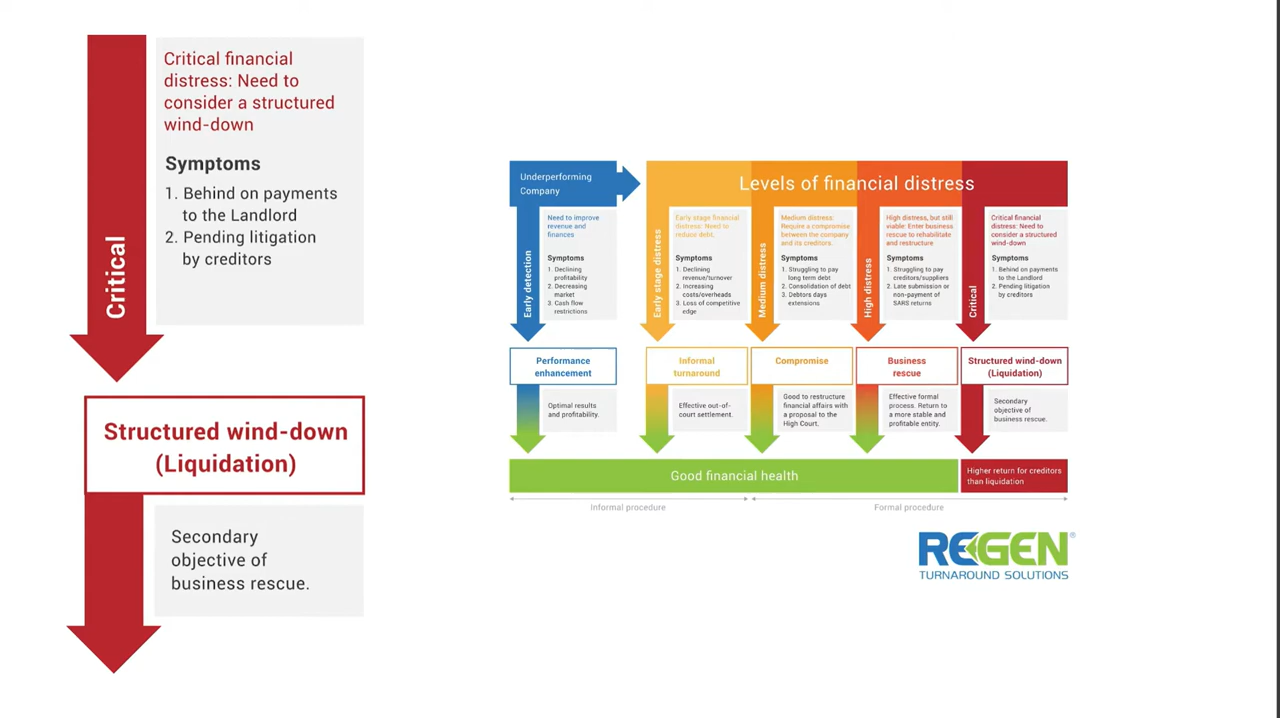 Critical financial
distress: Need to
consider a structured
wind-down
Symptoms
1. Behind on payments
to the Landlord
2. Pending litigation
by creditors
Critical
Structured wind-down
(Liquidation)
Secondary
objective of
business rescue.
Underperforming
Company
Levels of financial distress
Early detection
Need to improve
revenue and
finances
Symptoms
1. Declining
profitability
2. Decreasing
market
3. Cash flow
restrictions
Early stage distress
Early stage financial
distress: Need to
reduce debt.
Symptoms
1. Declining
revenue/turnover
2. Increasing
costs/overheads
3. Loss of competitive
edge
Medium distress
Medium distress:
Require a compromise
between the company
and its creditors.
Symptoms
1. Struggling to pay
long term debt
2. Consolidation of debt
3. Debtors days
extensions
High distress
High distress, but still
viable: Enter business
rescue to rehabilitate
and restructure
Symptoms
1. Struggling to pay
creditors/suppliers
2. Late submission or
non-payment of
SARS returns
Critical
Critical financial
distress: Need to
consider a structured
wind-down
Symptoms
1. Behind on payments
to the Landlord
2. Pending litigation
by creditors
Performance
enhancement
Informal
turnaround
Compromise
Business
rescue
Structured wind-down
(Liquidation)
Optimal results
and profitability.
Effective out-of-
court settlement.
Good to restructure
financial affairs with
a proposal to the
High Court.
Effective formal
process. Return to
a more stable and
profitable entity.
Secondary
objective of
business rescue.
Good financial health
Higher return for creditors
than liquidation
Informal procedure
Formal procedure
REGEN®
TURNAROUND SOLUTIONS